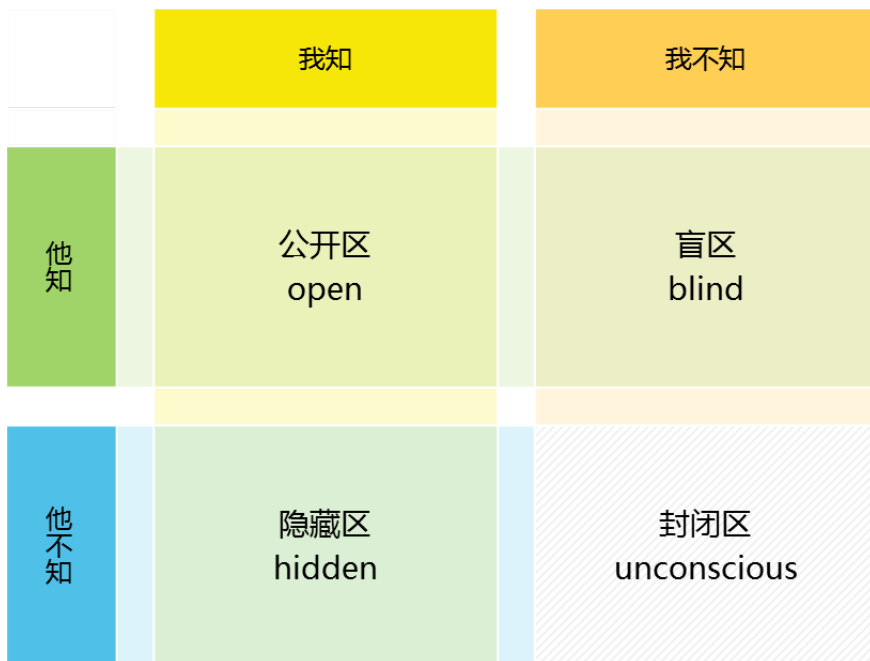 我知
我不知
他知
公开区
open
盲区
blind
他不知
隐藏区
hidden
封闭区
unconscious